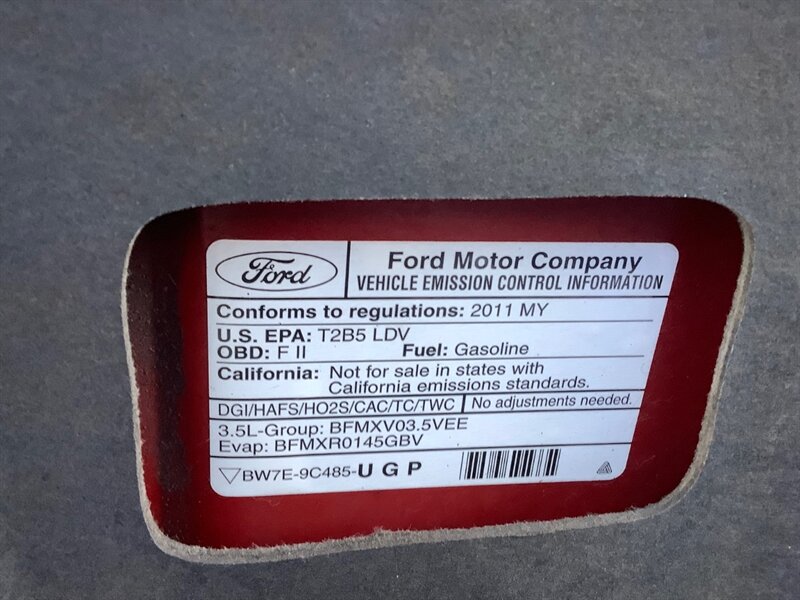 Ford
Ford Motor Company
VEHICLE EMISSION CONTROL INFORMATION
Conforms to regulations: 2011 MY
U.S. EPA: T2B5 LDV
OBD: F II Fuel: Gasoline
California: Not for sale in states with
California emissions standards.
DGI/HAFS/HO2S/CAC/TC/TWC No adjustments needed.
3.5L-Group: BFMXV03.5VEE
Evap: BFMXR0145GBV
BW7E-9C485-U G P